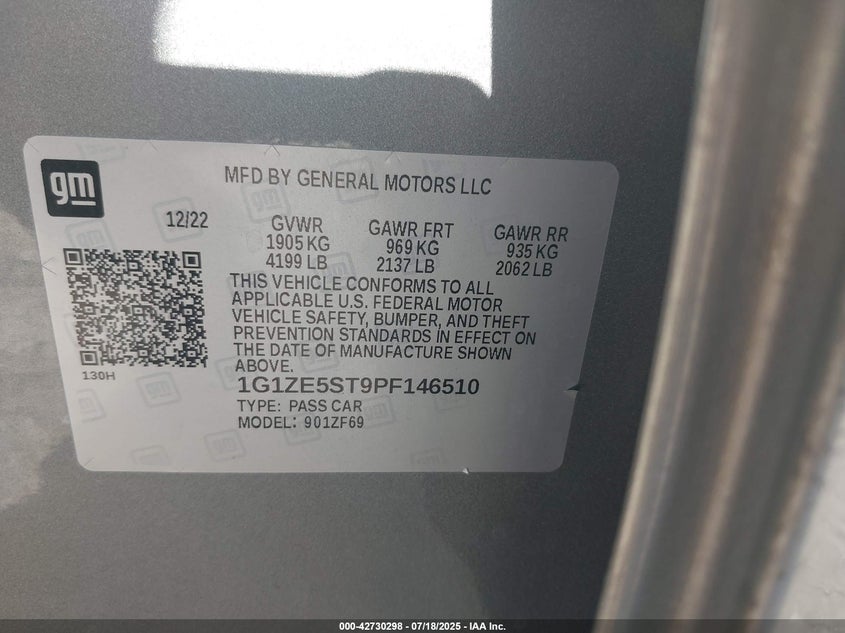 gm
MFD BY GENERAL MOTORS LLC
12/22
GVWR
1905 KG
4199 LB
GAWR FRT
969 KG
2137 LB
GAWR RR
935 KG
2062 LB
THIS VEHICLE CONFORMS TO ALL
APPLICABLE U.S. FEDERAL MOTOR
VEHICLE SAFETY, BUMPER, AND THEFT
PREVENTION STANDARDS IN EFFECT ON
THE DATE OF MANUFACTURE SHOWN
ABOVE.
130H
1G1ZE5ST9PF146510
TYPE: PASS CAR
MODEL: 901ZF69
000-42730298 - 07/18/2025 - IAA Inc.